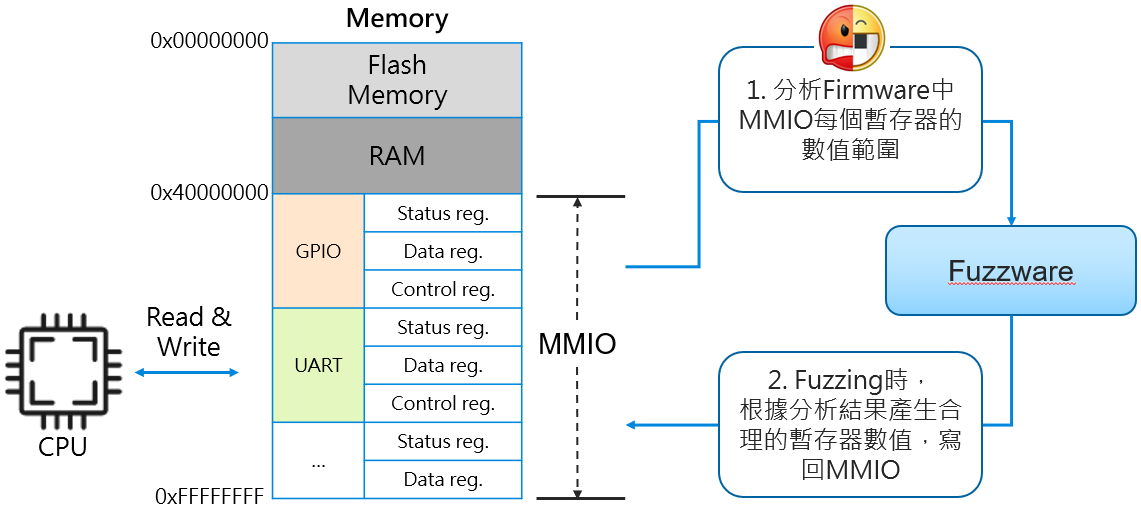 Memory
0x00000000
Flash
Memory
RAM
0x40000000
GPIO
Status reg.
Data reg.
Control reg.
UART
Status reg.
Data reg.
Control reg.
...
Status reg.
Data reg.
0xFFFFFFFF
Read &
Write
CPU
MMIO
1. 分析Firmware中
MMIO每個暫存器的
數值範圍
Fuzzware
2. Fuzzing時，
根據分析結果產生合
理的暫存器數值，寫
回MMIO